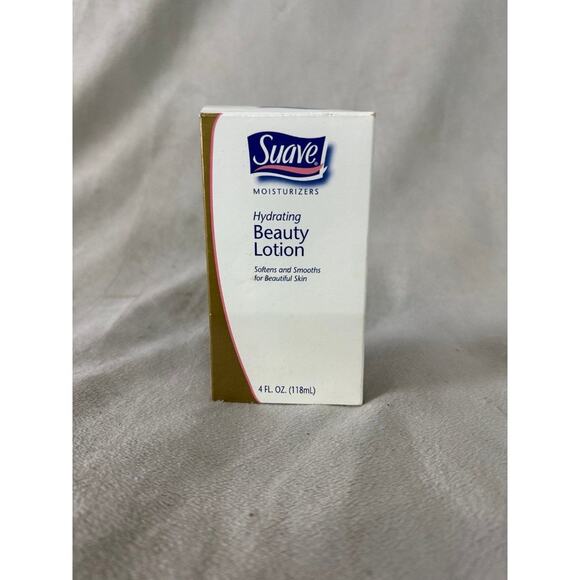 Suave®
MOISTURIZERS
Hydrating
Beauty
Lotion
Softens and Smooths
for Beautiful Skin
4 FL. OZ. (118mL)